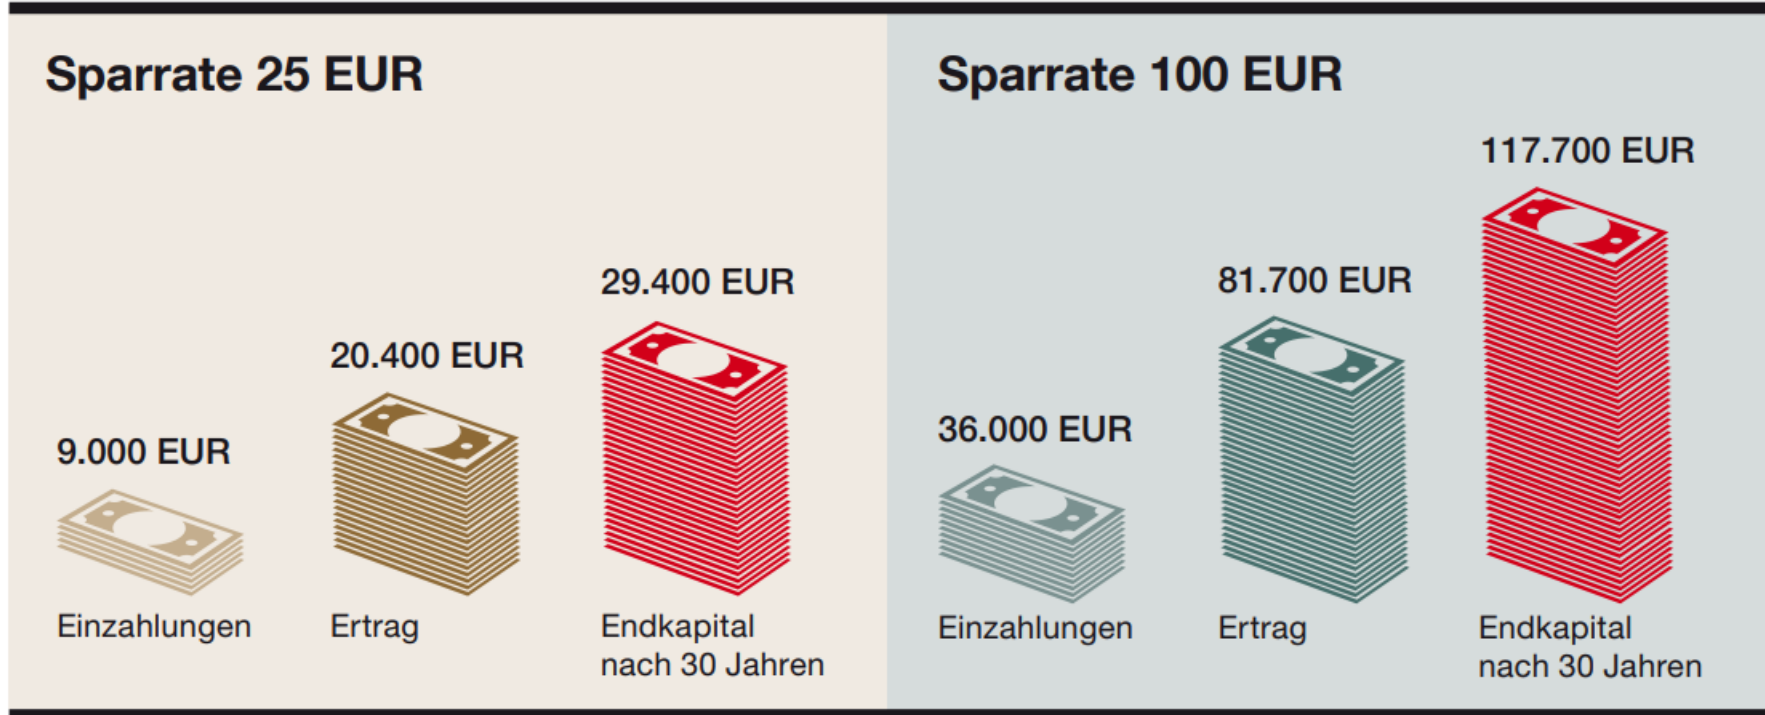 Sparrate 25 EUR
9.000 EUR
20.400 EUR
29.400 EUR
Einzahlungen
Ertrag
Endkapital
nach 30 Jahren
Sparrate 100 EUR
36.000 EUR
81.700 EUR
117.700 EUR
Einzahlungen
Ertrag
Endkapital
nach 30 Jahren